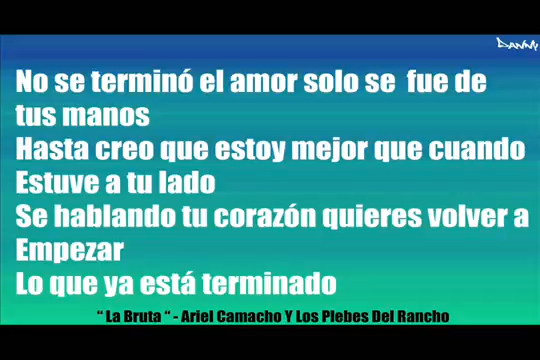 DANNY
No se terminó el amor solo se fue de
tus manos
Hasta creo que estoy mejor que cuando
Estuve a tu lado
Se hablando tu corazón quieres volver a
Empezar
Lo que ya está terminado
“ La Bruta “ - Ariel Camacho Y Los Plebes Del Rancho